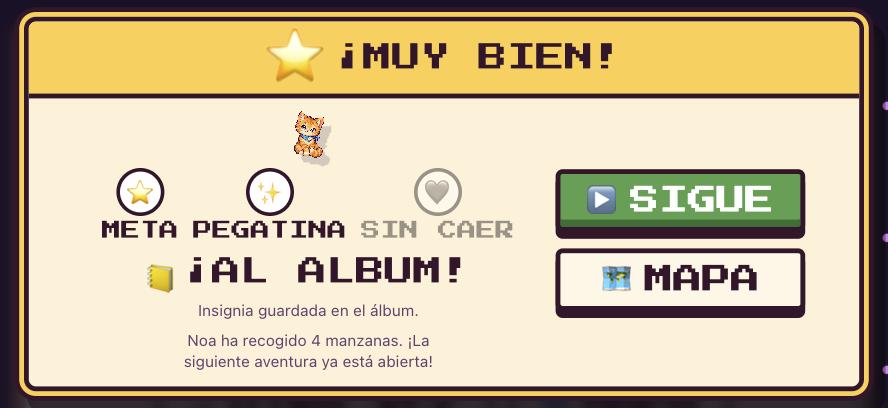 ¡MUY BIEN!
META PEGATINA SIN CAER
¡AL ALBUM!
Insignia guardada en el álbum.
Noa ha recogido 4 manzanas. ¡La
siguiente aventura ya está abierta!
SIGUE
MAPA